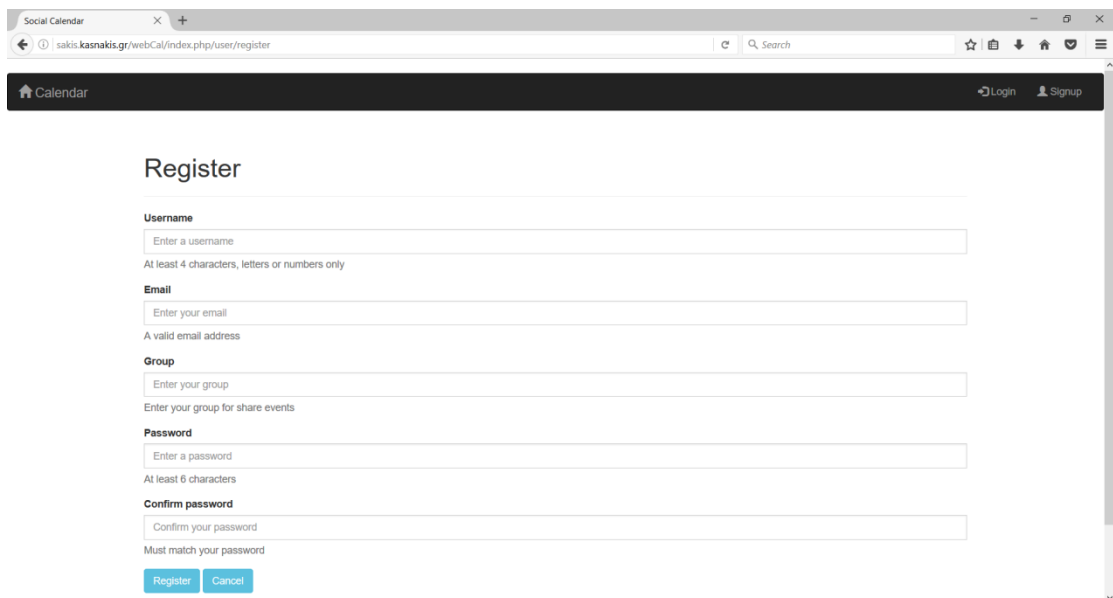 Social Calendar
sakis.kasnakis.gr/webCal/index.php/user/register
Search
Calendar
Login
Signup
Register
Username
Enter a username
At least 4 characters, letters or numbers only
Email
Enter your email
A valid email address
Group
Enter your group
Enter your group for share events
Password
Enter a password
At least 6 characters
Confirm password
Confirm your password
Must match your password
Register
Cancel